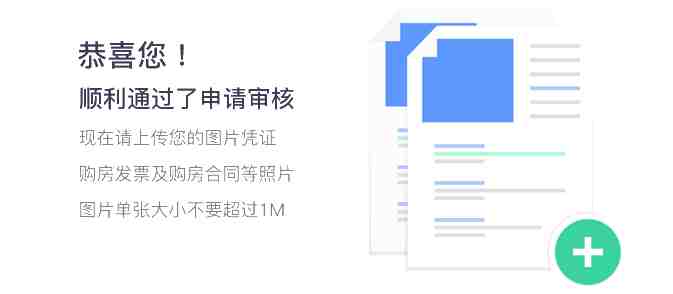 恭喜您！
顺利通过了申请审核
现在请上传您的图片凭证
购房发票及购房合同等照片
图片单张大小不要超过1M